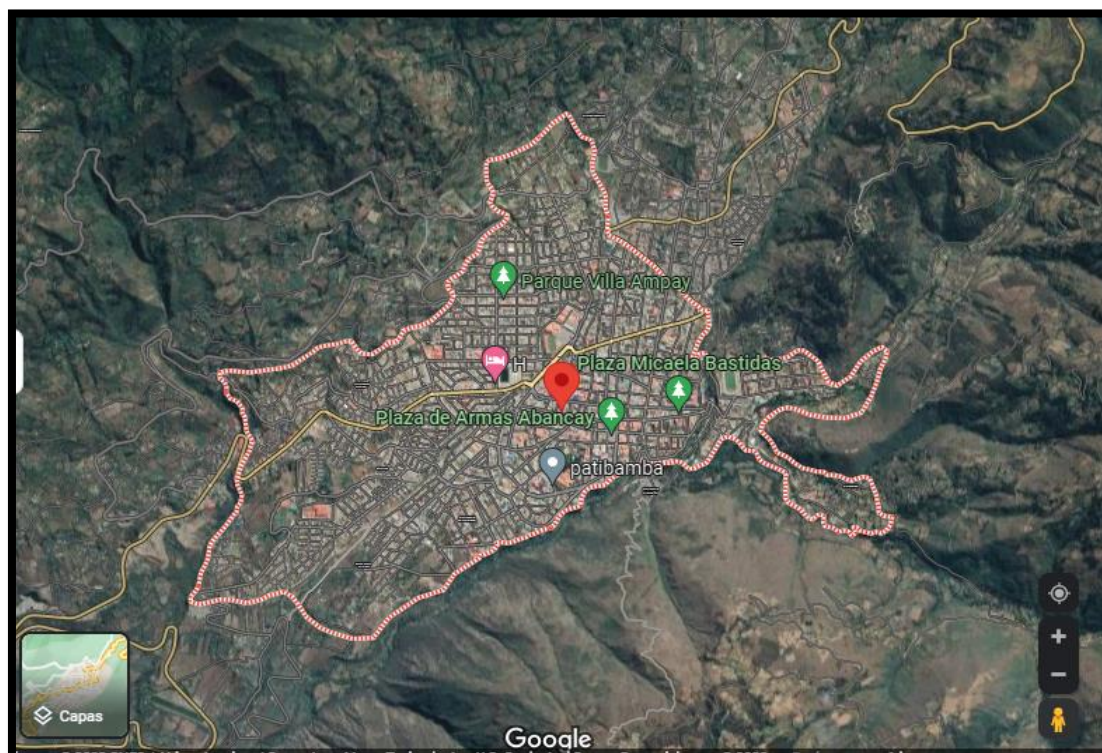 Parque Villa Ampay
H
Plaza Micaela Bastidas
Plaza de Armas Abancay
patibamba
Capas
Google